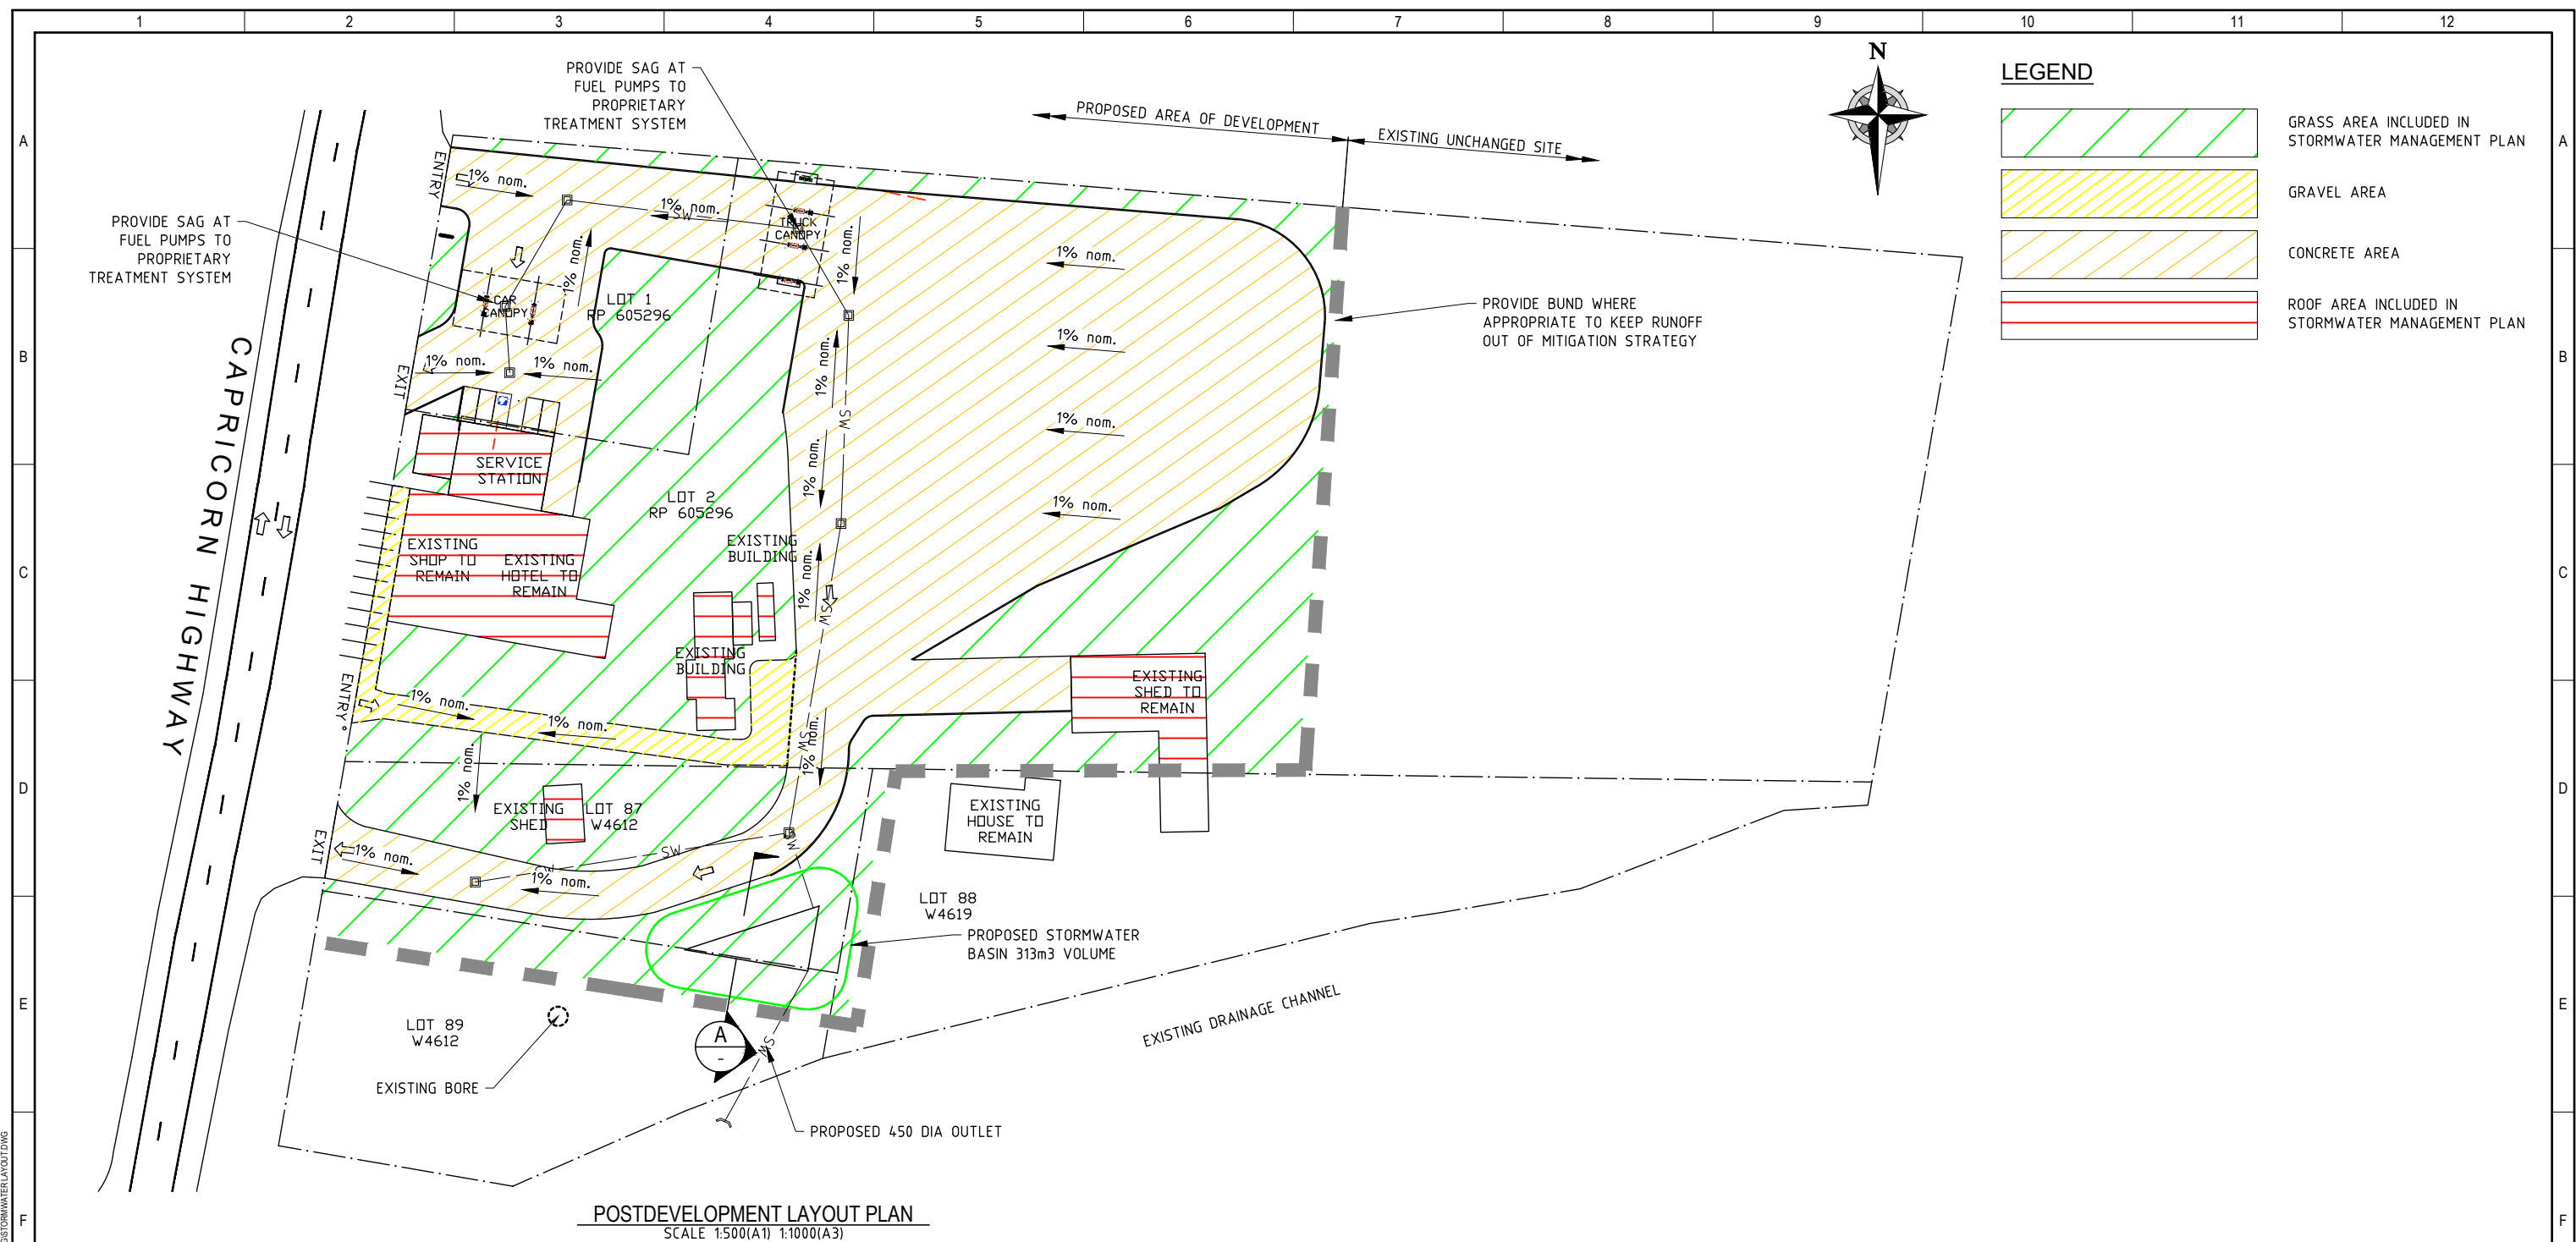 1 2 3 4 5 6 7 8 9 10 11 12
A
B
C
D
E
F
A
B
C
D
E
F
N
LEGEND
GRASS AREA INCLUDED IN
STORMWATER MANAGEMENT PLAN
GRAVEL AREA
CONCRETE AREA
ROOF AREA INCLUDED IN
STORMWATER MANAGEMENT PLAN
PROVIDE SAG AT
FUEL PUMPS TO
PROPRIETARY
TREATMENT SYSTEM
PROPOSED AREA OF DEVELOPMENT
EXISTING UNCHANGED SITE
PROVIDE SAG AT
FUEL PUMPS TO
PROPRIETARY
TREATMENT SYSTEM
ENTRY
1% nom.
1% nom.
SW
TRUCK
CANOPY
1% nom.
1% nom.
1% nom.
CAR
CANOPY
LOT 1
RP 605296
PROVIDE BUND WHERE
APPROPRIATE TO KEEP RUNOFF
OUT OF MITIGATION STRATEGY
CAPRICORN HIGHWAY
EXIT
1% nom.
1% nom.
1% nom.
1% nom.
SW
1% nom.
1% nom.
SERVICE
STATION
LOT 2
RP 605296
1% nom.
EXISTING
SHOP TO
REMAIN
EXISTING
HOTEL TO
REMAIN
EXISTING
BUILDING
1% nom.
SW
EXISTING
BUILDING
EXISTING
SHED TO
REMAIN
ENTRY
1% nom.
1% nom.
1% nom.
SW
1% nom.
EXISTING
SHED
LOT 87
W4612
EXISTING
HOUSE TO
REMAIN
EXIT
1% nom.
SW
SW
1% nom.
LOT 88
W4619
PROPOSED STORMWATER
BASIN 313m3 VOLUME
LOT 89
W4612
A
-
SW
EXISTING DRAINAGE CHANNEL
EXISTING BORE
PROPOSED 450 DIA OUTLET
POSTDEVELOPMENT LAYOUT PLAN
SCALE 1:500(A1) 1:1000(A3)